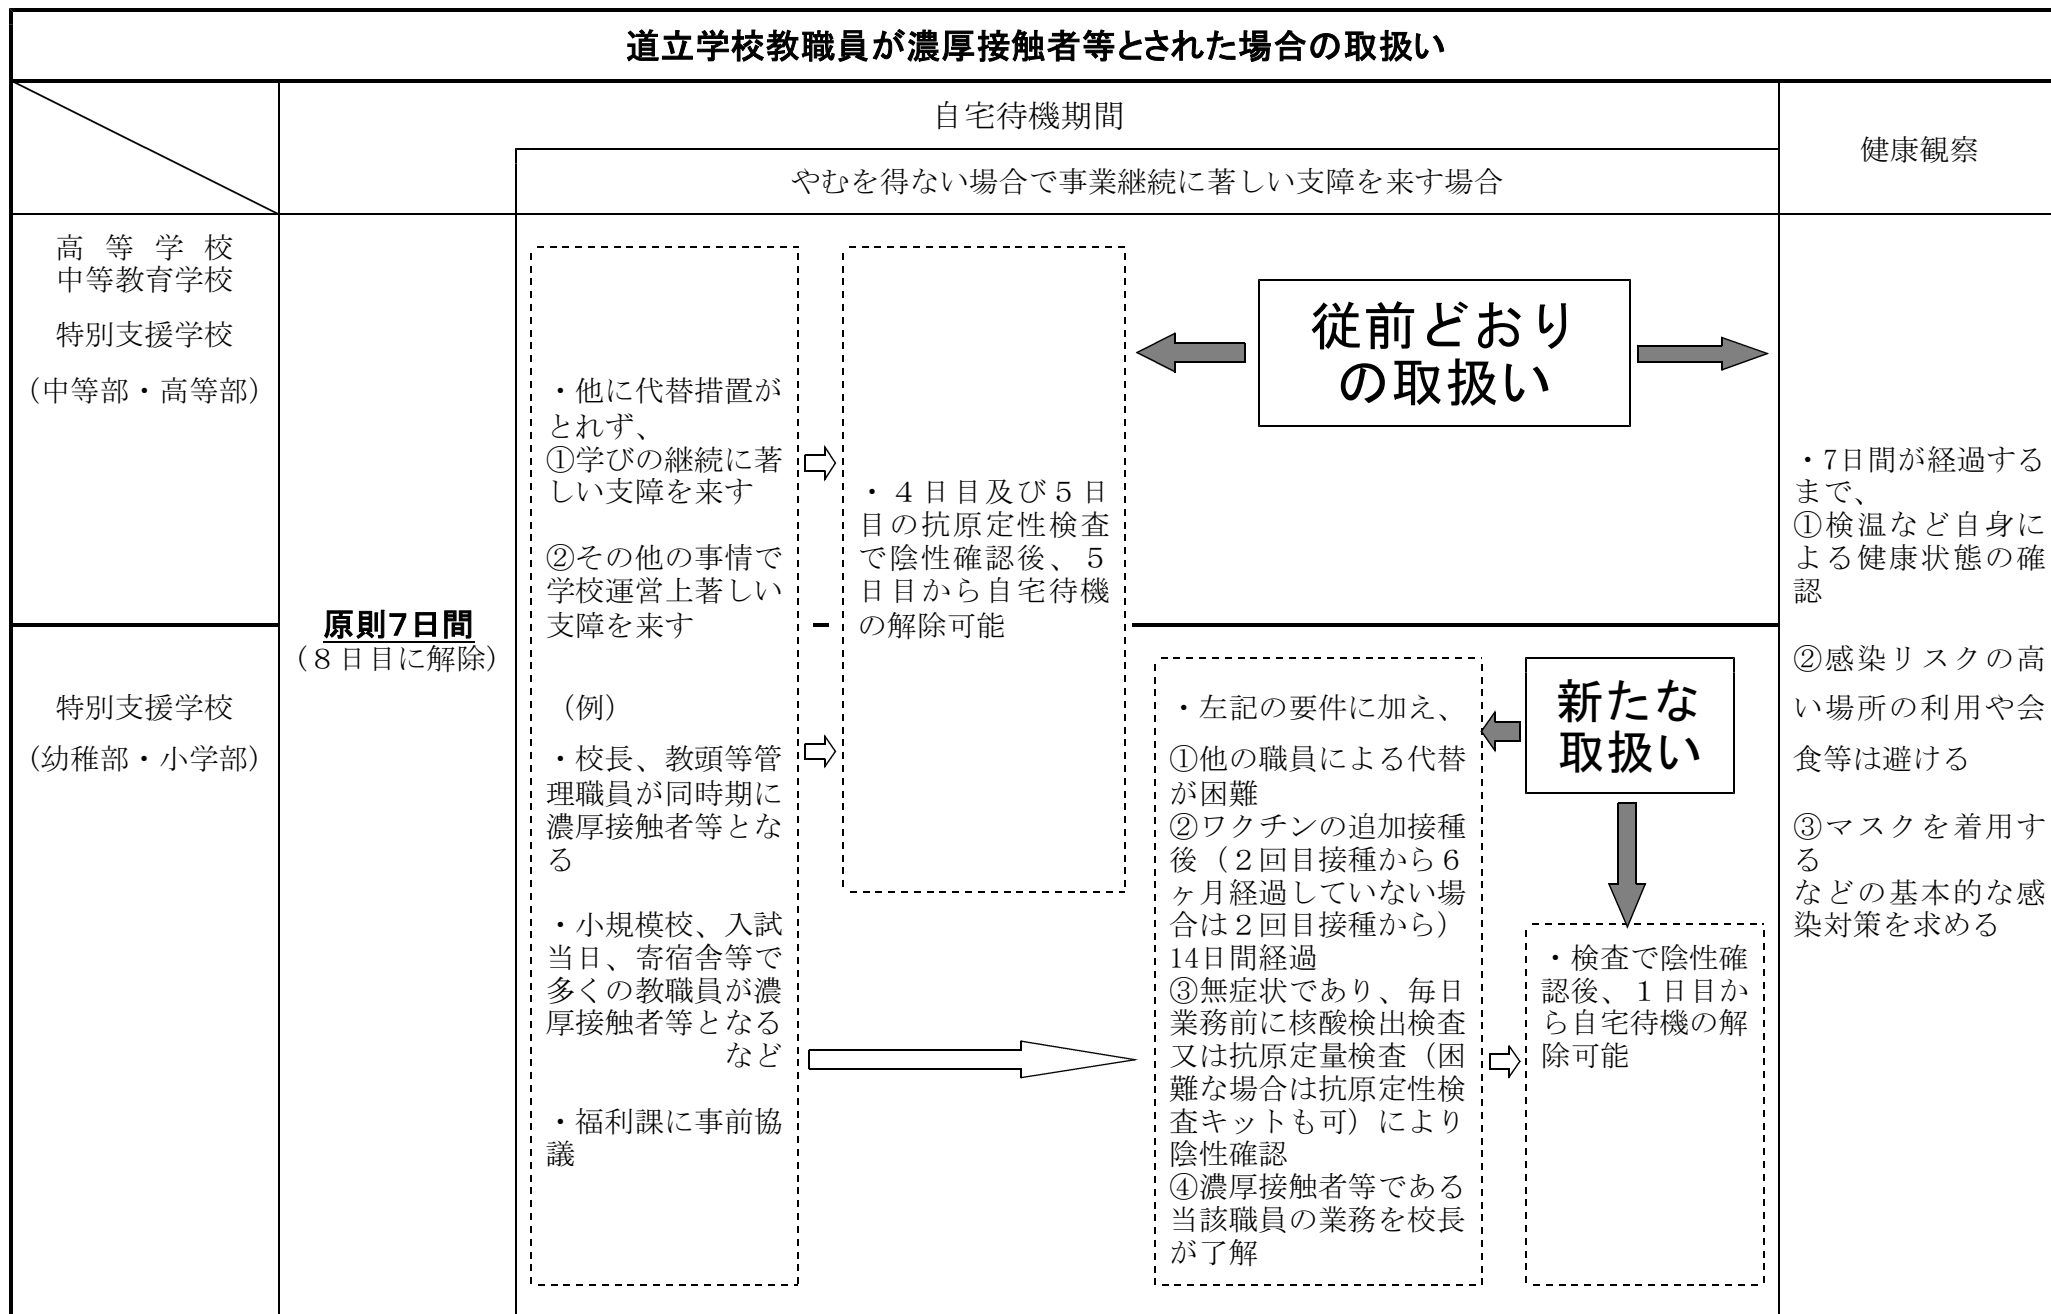 道立学校教職員が濃厚接触者等とされた場合の取扱い
自宅待機期間
やむを得ない場合で事業継続に著しい支障を来す場合
健康観察
高 等 学 校
中等教育学校
特別支援学校
(中等部・高等部)
特別支援学校
(幼稚部・小学部)
原則7日間
(８日目に解除)
・他に代替措置が
とれず、
①学びの継続に著
しい支障を来す
②その他の事情で
学校運営上著しい
支障を来す
(例)
・校長、教頭等管
理職員が同時期に
濃厚接触者等とな
る
・小規模校、入試
当日、寄宿舎等で
多くの教職員が濃
厚接触者等となる
など
・福利課に事前協
議
・４日目及び５日
目の抗原定性検査
で陰性確認後、５
日目から自宅待機
の解除可能
従前どおり
の取扱い
・左記の要件に加え、
①他の職員による代替
が困難
②ワクチンの追加接種
後（２回目接種から６
ヶ月経過していない場
合は２回目接種から）
14日間経過
③無症状であり、毎日
業務前に核酸検出検査
又は抗原定量検査（困
難な場合は抗原定性検
査キットも可）により
陰性確認
④濃厚接触者等である
当該職員の業務を校長
が了解
新たな
取扱い
・検査で陰性確
認後、１日目か
ら自宅待機の解
除可能
・7日間が経過する
まで、
①検温など自身に
よる健康状態の確
認
②感染リスクの高
い場所の利用や会
食等は避ける
③マスクを着用す
る
などの基本的な感
染対策を求める